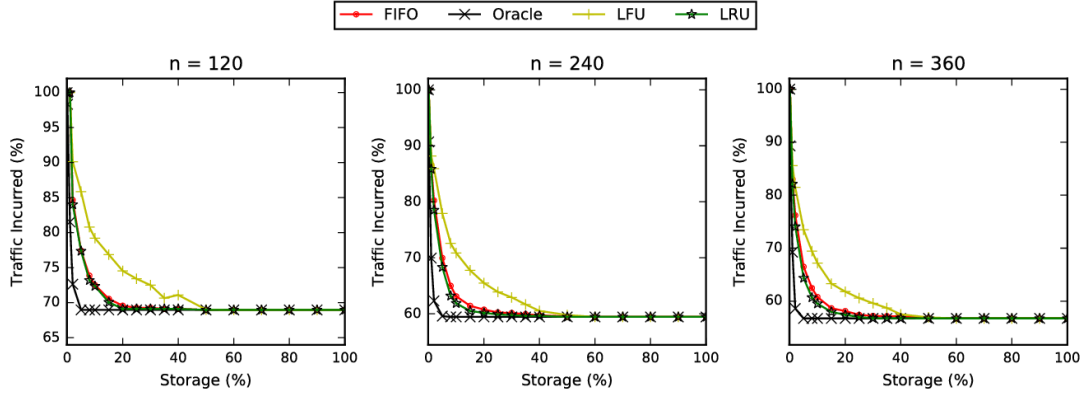 FIFO Oracle LFU LRU
n = 120
n = 240
n = 360
Traffic Incurred (%)
100
95
90
85
80
75
70
65
0 20 40 60 80 100
Storage (%)
Traffic Incurred (%)
100
90
80
70
60
0 20 40 60 80 100
Storage (%)
Traffic Incurred (%)
100
90
80
70
60
0 20 40 60 80 100
Storage (%)